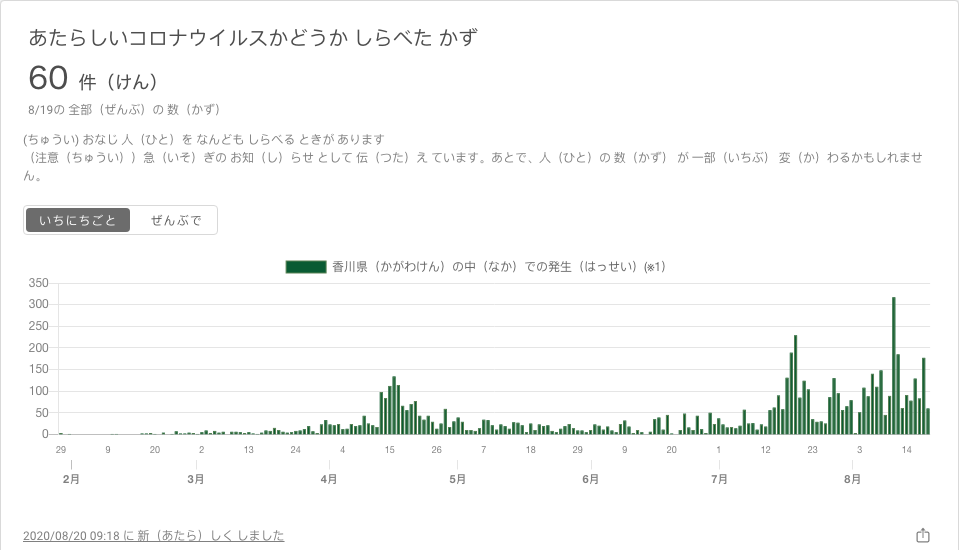 あたらしいコロナウイルスかどうか しらべた かず
60 件（けん）
8/19の 全部（ぜんぶ）の 数（かず）
(ちゅうい) おなじ 人（ひと）を なんども しらべる ときが あります
（注意（ちゅうい））急（いそ）ぎの お知（し）らせ として 伝（つた）え ています。あとで、人（ひと）の 数（かず） が 一部（いちぶ） 変（か）わるかもしれませ
ん。
いちにちごと ぜんぶで
香川県（かがわけん）の中（なか）での発生（はっせい）(※1)
350
300
250
200
150
100
50
0
29 9 20 2 13 24 4 15 26 7 18 29 9 20 1 12 23 3 14
2月 3月 4月 5月 6月 7月 8月
2020/08/20 09:18 に 新（あたら）しく しました